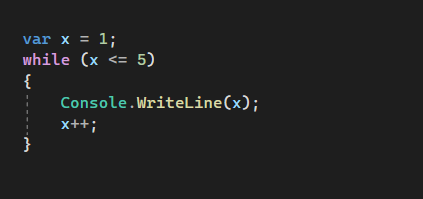 var x = 1;
while (x <= 5)
{
    Console.WriteLine(x);
    x++;
}